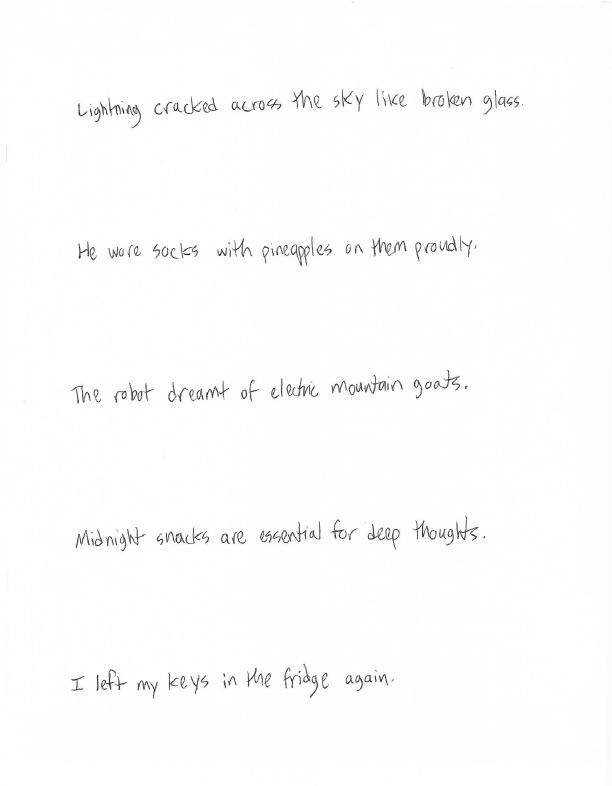 Lightning cracked across the sky like broken glass.
He wore socks with pineapples on them proudly.
The robot dreamt of electric mountain goats.
Midnight snacks are essential for deep thoughts.
I left my keys in the fridge again.